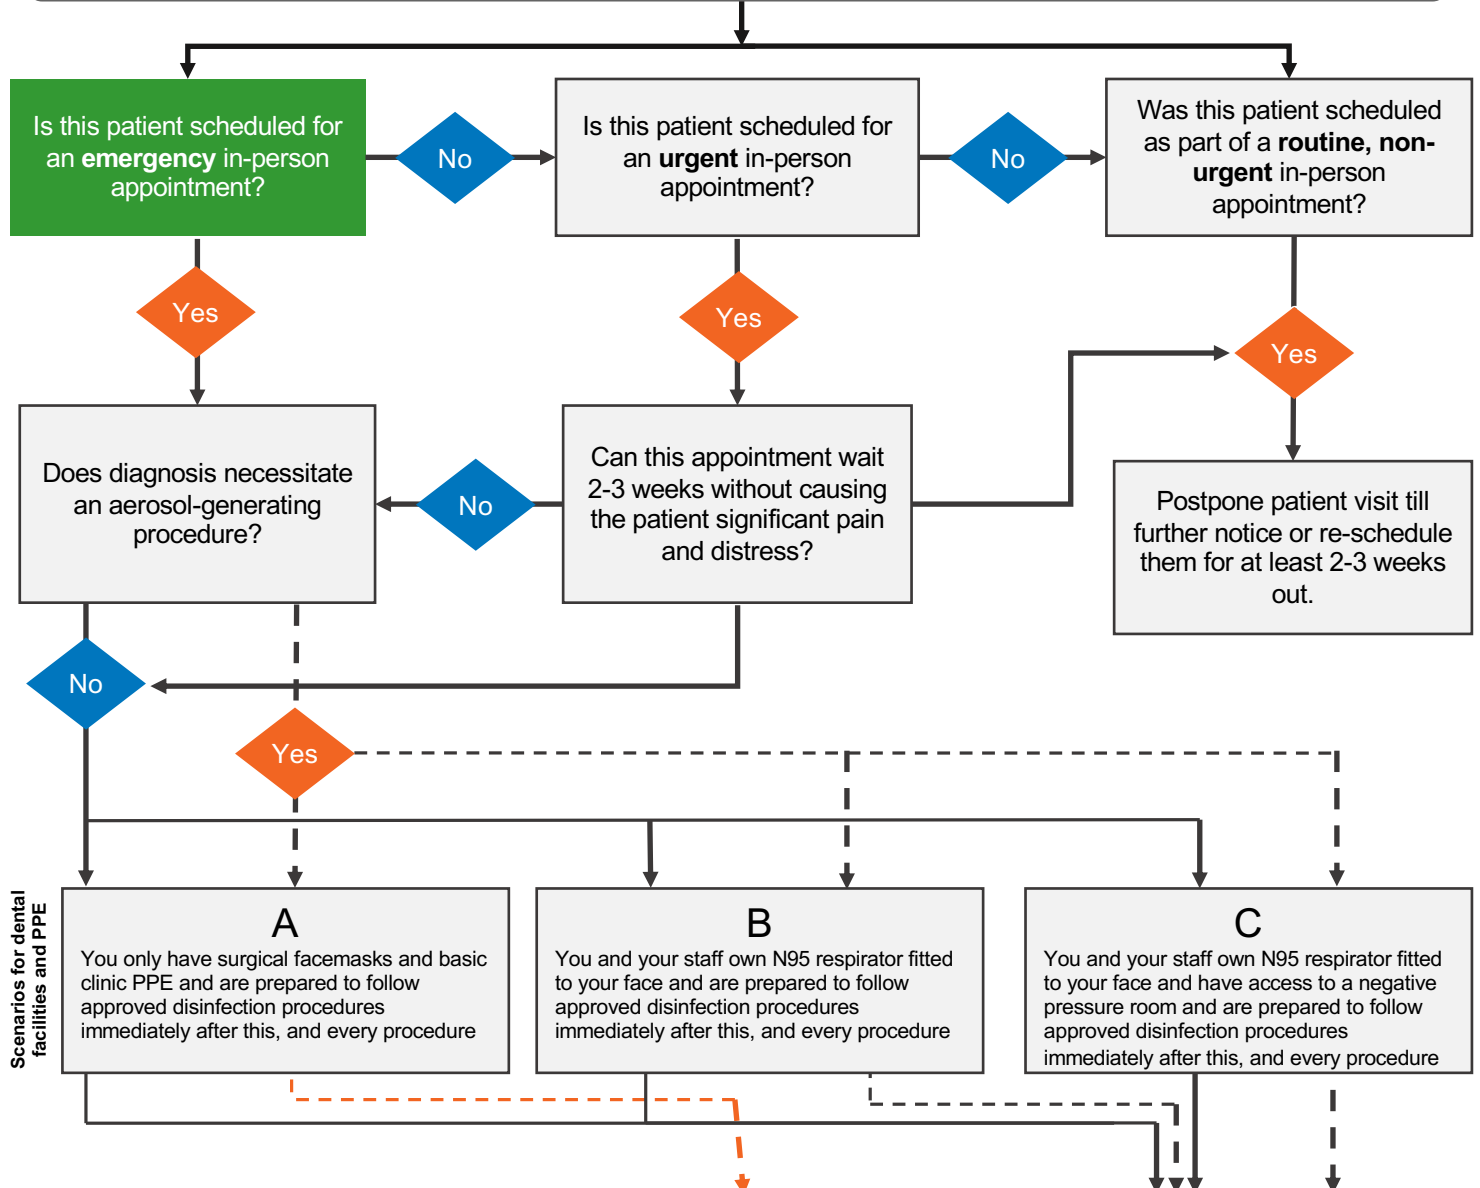 Is this patient scheduled for
an emergency in-person
appointment?
No
Is this patient scheduled for
an urgent in-person
appointment?
No
Was this patient scheduled
as part of a routine, non-
urgent in-person
appointment?
Yes
Yes
Yes
Does diagnosis necessitate
an aerosol-generating
procedure?
No
Can this appointment wait
2-3 weeks without causing
the patient significant pain
and distress?
Postpone patient visit till
further notice or re-schedule
them for at least 2-3 weeks
out.
No
Yes
Scenarios for dental
facilities and PPE
A
You only have surgical facemasks and basic
clinic PPE and are prepared to follow
approved disinfection procedures
immediately after this, and every procedure
B
You and your staff own N95 respirator fitted
to your face and are prepared to follow
approved disinfection procedures
immediately after this, and every procedure
C
You and your staff own N95 respirator fitted
to your face and have access to a negative
pressure room and are prepared to follow
approved disinfection procedures
immediately after this, and every procedure